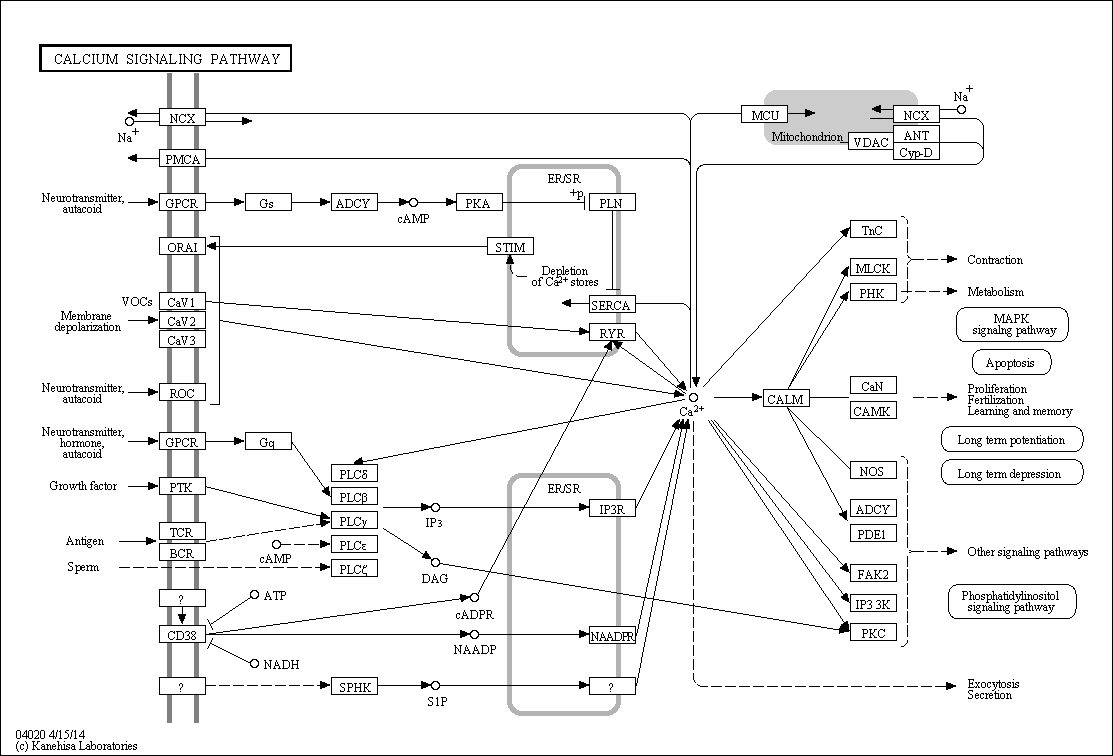 CALCIUM SIGNALING PATHWAY
Na+
NCX
MCU
NCX
Na+
Mitochondrion
VDAC
ANT
Cyp-D
PMCA
Neurotransmitter,
autacoid
GPCR
Gs
ADCY
cAMP
PKA
ER/SR
+p
PLN
ORAI
STIM
Depletion
of Ca2+ stores
SERCA
RYR
VOCs
Membrane
depolarization
CaV1
CaV2
CaV3
Neurotransmitter,
autacoid
ROC
Neurotransmitter,
hormone,
autacoid
GPCR
Gq
Growth factor
PTK
Antigen
TCR
BCR
Sperm
cAMP
PLCδ
PLCβ
PLCγ
PLCε
PLCζ
IP3
DAG
ER/SR
IP3R
?
ATP
CD38
NADH
cADPR
NAADP
NAADPR
?
SPHK
S1P
?
Ca2+
CALM
TnC
MLCK
PHK
CaN
CAMK
NOS
ADCY
PDE1
FAK2
IP3 3K
PKC
Contraction
Metabolism
MAPK
signaling pathway
Apoptosis
Proliferation
Fertilization
Learning and memory
Long term potentiation
Long term depression
Other signaling pathways
Phosphatidylinositol
signaling pathway
Exocytosis
Secretion
04020 4/15/14
(c) Kanehisa Laboratories